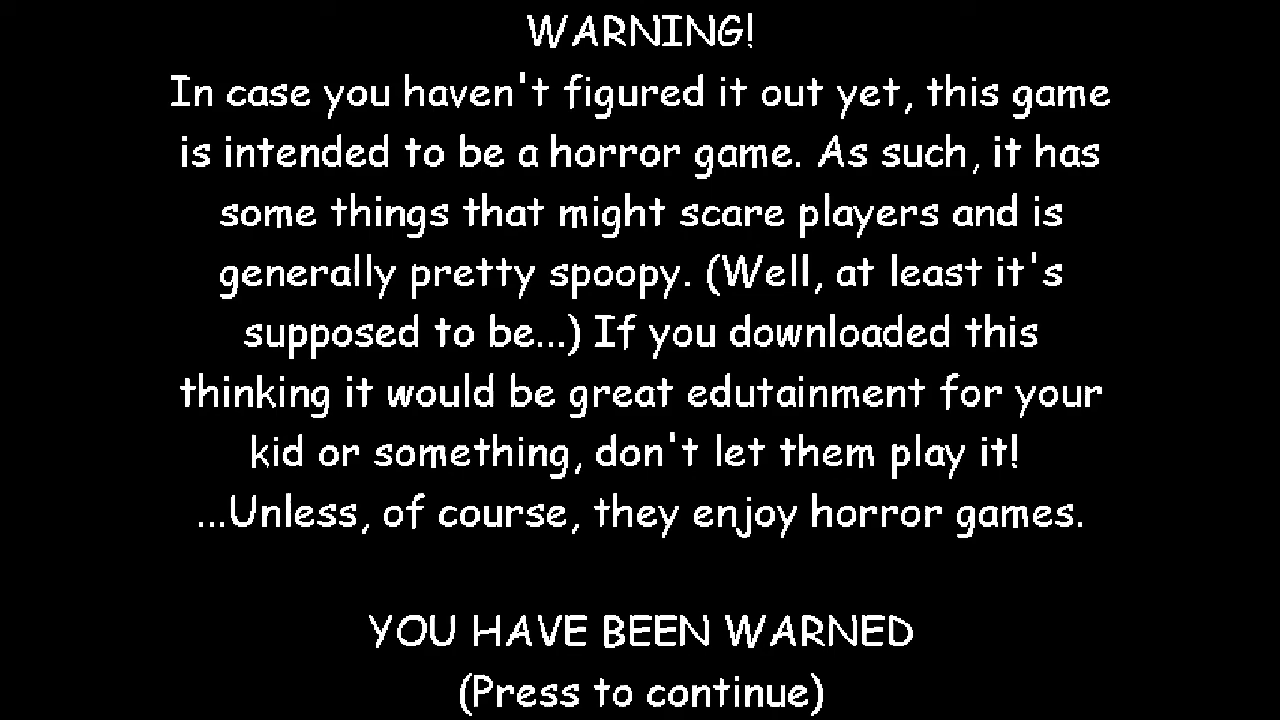 WARNING!
In case you haven't figured it out yet, this game
is intended to be a horror game. As such, it has
some things that might scare players and is
generally pretty spoopy. (Well, at least it's
supposed to be...) If you downloaded this
thinking it would be great edutainment for your
kid or something, don't let them play it!
...Unless, of course, they enjoy horror games.
YOU HAVE BEEN WARNED
(Press to continue)